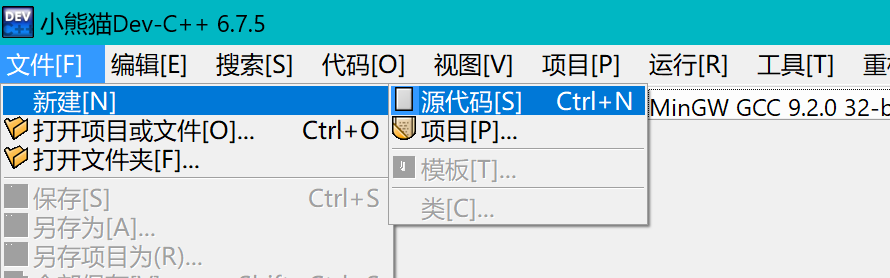 DEV C++ 小熊猫Dev-C++ 6.7.5
文件[F] 编辑[E] 搜索[S] 代码[O] 视图[V] 项目[P] 运行[R] 工具[T] 重
新建[N] 源代码[S] Ctrl+N MinGW GCC 9.2.0 32-b
打开项目或文件[O]... Ctrl+O 项目[P]...
打开文件夹[F]... 模板[T]...
保存[S] Ctrl+S 类[C]...
另存为[A]...
另存项目为(R)...